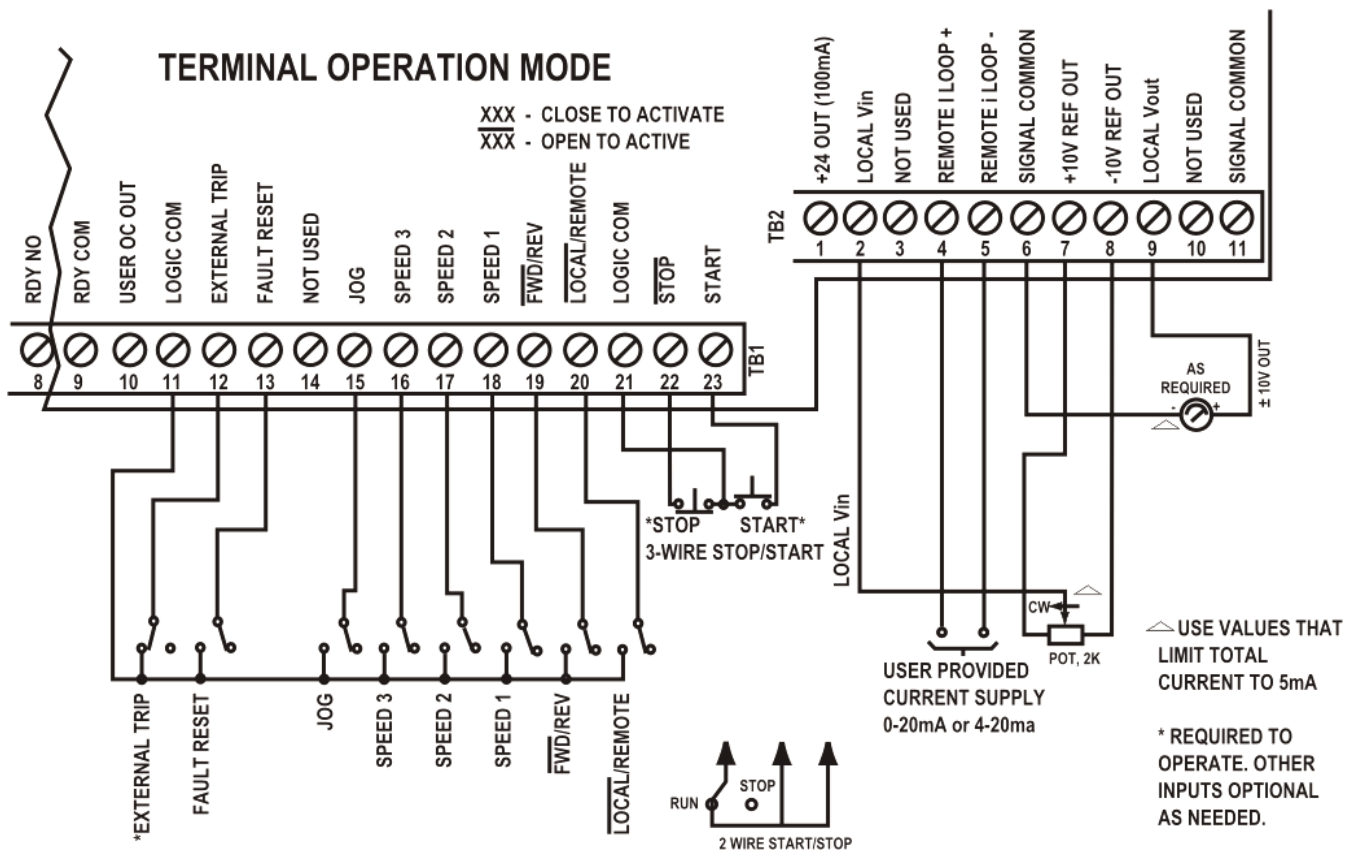 TERMINAL OPERATION MODE
XXX - CLOSE TO ACTIVATE
XXX - OPEN TO ACTIVE
RDY NO
RDY COM
USER OC OUT
LOGIC COM
EXTERNAL TRIP
FAULT RESET
NOT USED
JOG
SPEED 3
SPEED 2
SPEED 1
FWD/REV
LOCAL/REMOTE
LOGIC COM
STOP
START
8 9 10 11 12 13 14 15 16 17 18 19 20 21 22 23
TB1
+24 OUT (100mA)
LOCAL Vin
NOT USED
REMOTE I LOOP +
REMOTE i LOOP -
SIGNAL COMMON
+10V REF OUT
-10V REF OUT
LOCAL Vout
NOT USED
SIGNAL COMMON
TB2
1 2 3 4 5 6 7 8 9 10 11
AS
REQUIRED
- +
± 10V OUT
*STOP START*
3-WIRE STOP/START
LOCAL Vin
CW
POT, 2K
USER PROVIDED
CURRENT SUPPLY
0-20mA or 4-20ma
USE VALUES THAT
LIMIT TOTAL
CURRENT TO 5mA
* REQUIRED TO
OPERATE. OTHER
INPUTS OPTIONAL
AS NEEDED.
*EXTERNAL TRIP
FAULT RESET
JOG
SPEED 3
SPEED 2
SPEED 1
FWD/REV
LOCAL/REMOTE
RUN
STOP
2 WIRE START/STOP